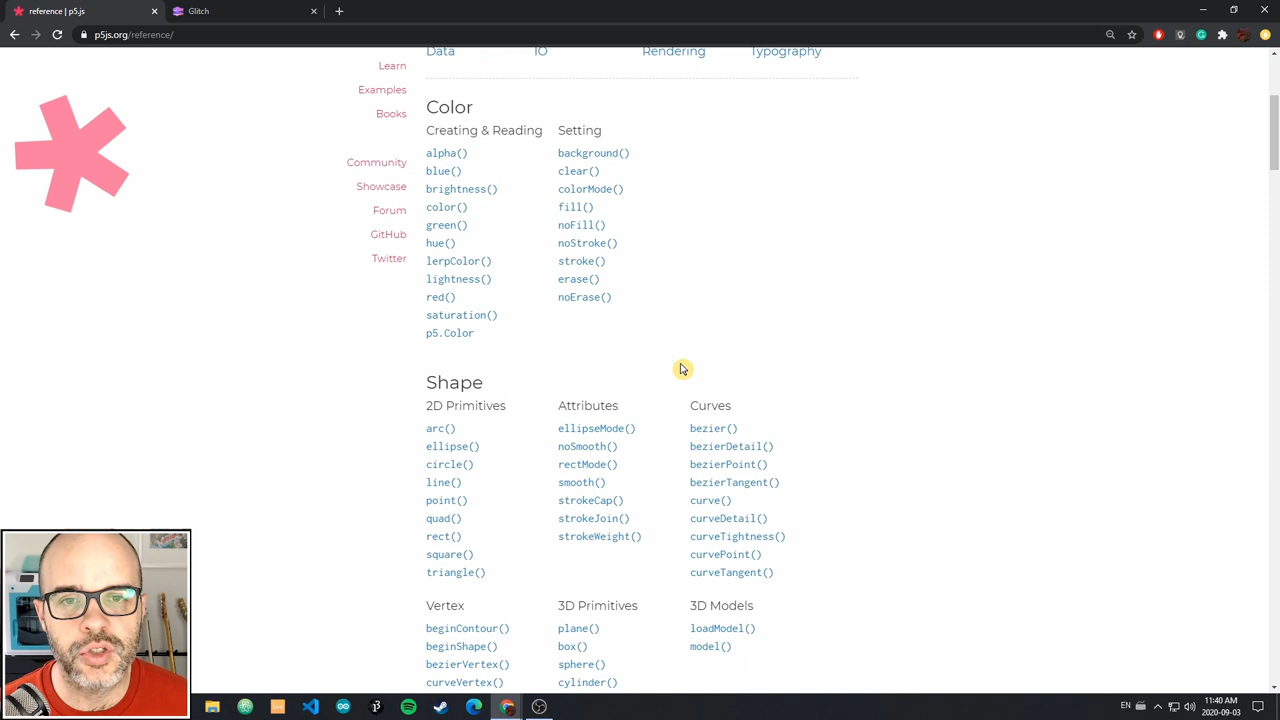 reference | p5js
Glitch
p5js.org/reference/
Data IO Rendering Typography
Learn
Examples
Books
Community
Showcase
Forum
GitHub
Twitter
Color
Creating & Reading Setting
alpha() background()
blue() clear()
brightness() colorMode()
color() fill()
green() noFill()
hue() noStroke()
lerpColor() stroke()
lightness() erase()
red() noErase()
saturation()
p5.Color
Shape
2D Primitives Attributes Curves
arc() ellipseMode() bezier()
ellipse() noSmooth() bezierDetail()
circle() rectMode() bezierPoint()
line() smooth() bezierTangent()
point() strokeCap() curve()
quad() strokeJoin() curveDetail()
rect() strokeWeight() curveTightness()
square() curvePoint()
triangle() curveTangent()
Vertex 3D Primitives 3D Models
beginContour() plane() loadModel()
beginShape() box() model()
bezierVertex() sphere()
curveVertex() cylinder()
EN 11:40 AM
2020-09-03